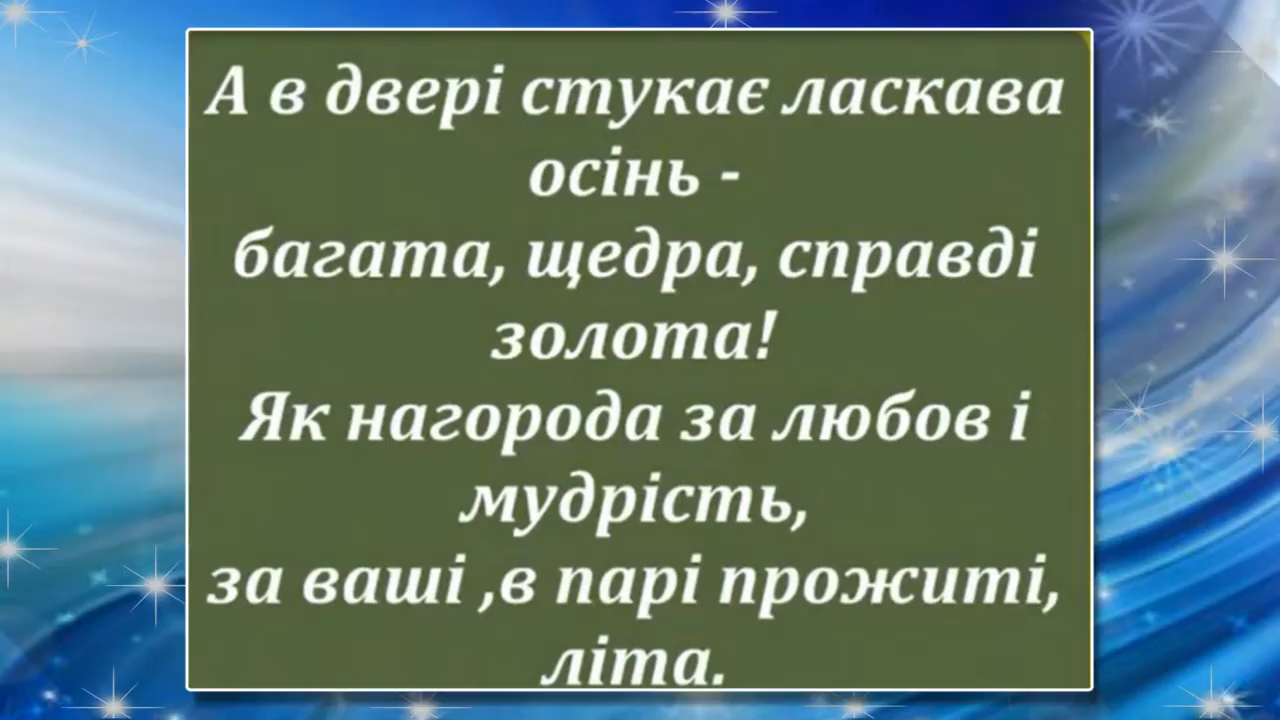 А в двері стукає ласкава
осінь -
багата, щедра, справді
золота!
Як нагорода за любов і
мудрість,
за ваші ,в парі прожиті,
літа.